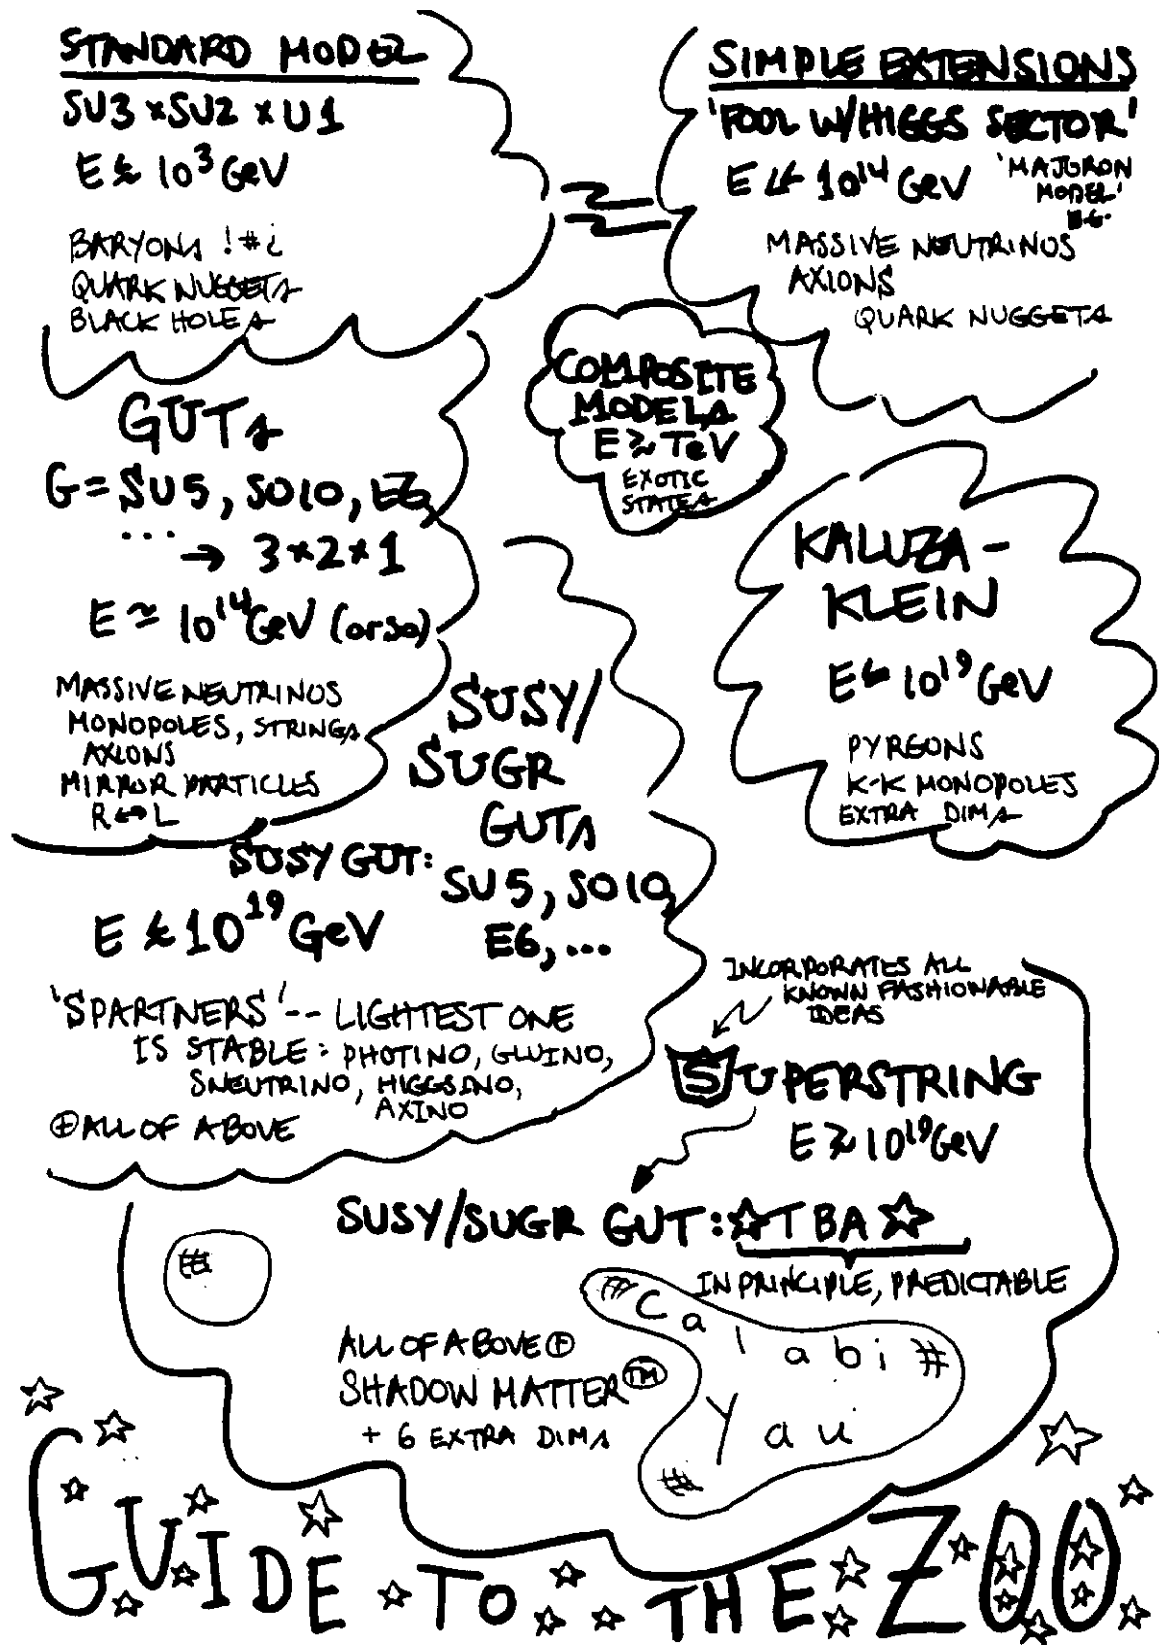 STANDARD MODEL
SU3 × SU2 × U1
E ≲ 10³ GeV
BARYONS !#¿
QUARK NUGGETS
BLACK HOLES
SIMPLE EXTENSIONS
'FOOL W/HIGGS SECTOR'
E ≲ 10¹⁴ GeV
'MAJORON
MODEL'
E.G.
MASSIVE NEUTRINOS
AXIONS
QUARK NUGGETS
COMPOSITE
MODELS
E ≳ TeV
EXOTIC
STATES
GUTs
G = SU5, SO10, E6,
... → 3×2×1
E ≃ 10¹⁴ GeV (or so)
MASSIVE NEUTRINOS
MONOPOLES, STRINGS
AXIONS
MIRROR PARTICLES
R ↔ L
KALUZA-
KLEIN
E ≲ 10¹⁹ GeV
PYRGONS
K-K MONOPOLES
EXTRA DIMS
SUSY/
SUGR
GUTS
SU5, SO10,
E6, ...
SUSY GUT:
E ≲ 10¹⁹ GeV
'SPARTNERS' -- LIGHTEST ONE
IS STABLE: PHOTINO, GLUINO,
SNEUTRINO, HIGGSINO,
AXINO
⊕ ALL OF ABOVE
INCORPORATES ALL
KNOWN FASHIONABLE
IDEAS
SUPERSTRING
E ≳ 10¹⁹ GeV
SUSY/SUGR GUT: ☆TBA☆
IN PRINCIPLE, PREDICTABLE
ALL OF ABOVE ⊕
SHADOW MATTER ™
+ 6 EXTRA DIMS
Calabi
Yau
GUIDE TO THE ZOO